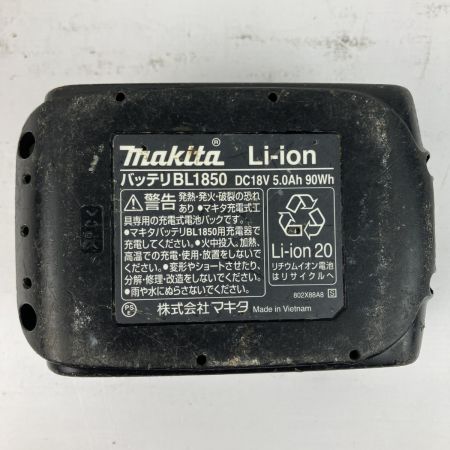 makita® Li-ion
バッテリBL1850 DC18V 5.0Ah 90Wh
⚠警告 発熱・発火・破裂の恐れあり ●マキタ充電式工
具専用の充電式電池パックです。
●マキタバッテリBL1850用充電器で
充電してください。●火中投入、加熱、
高温での充電・使用・放置をしない
でください。●変形やショートさせたり、
分解・修理・改造をしないでください。
●雨や水にぬらさないでください。
Li-ion 20
リチウムイオン電池
はリサイクルへ
株式会社マキタ Made in Vietnam
802X88A8 S